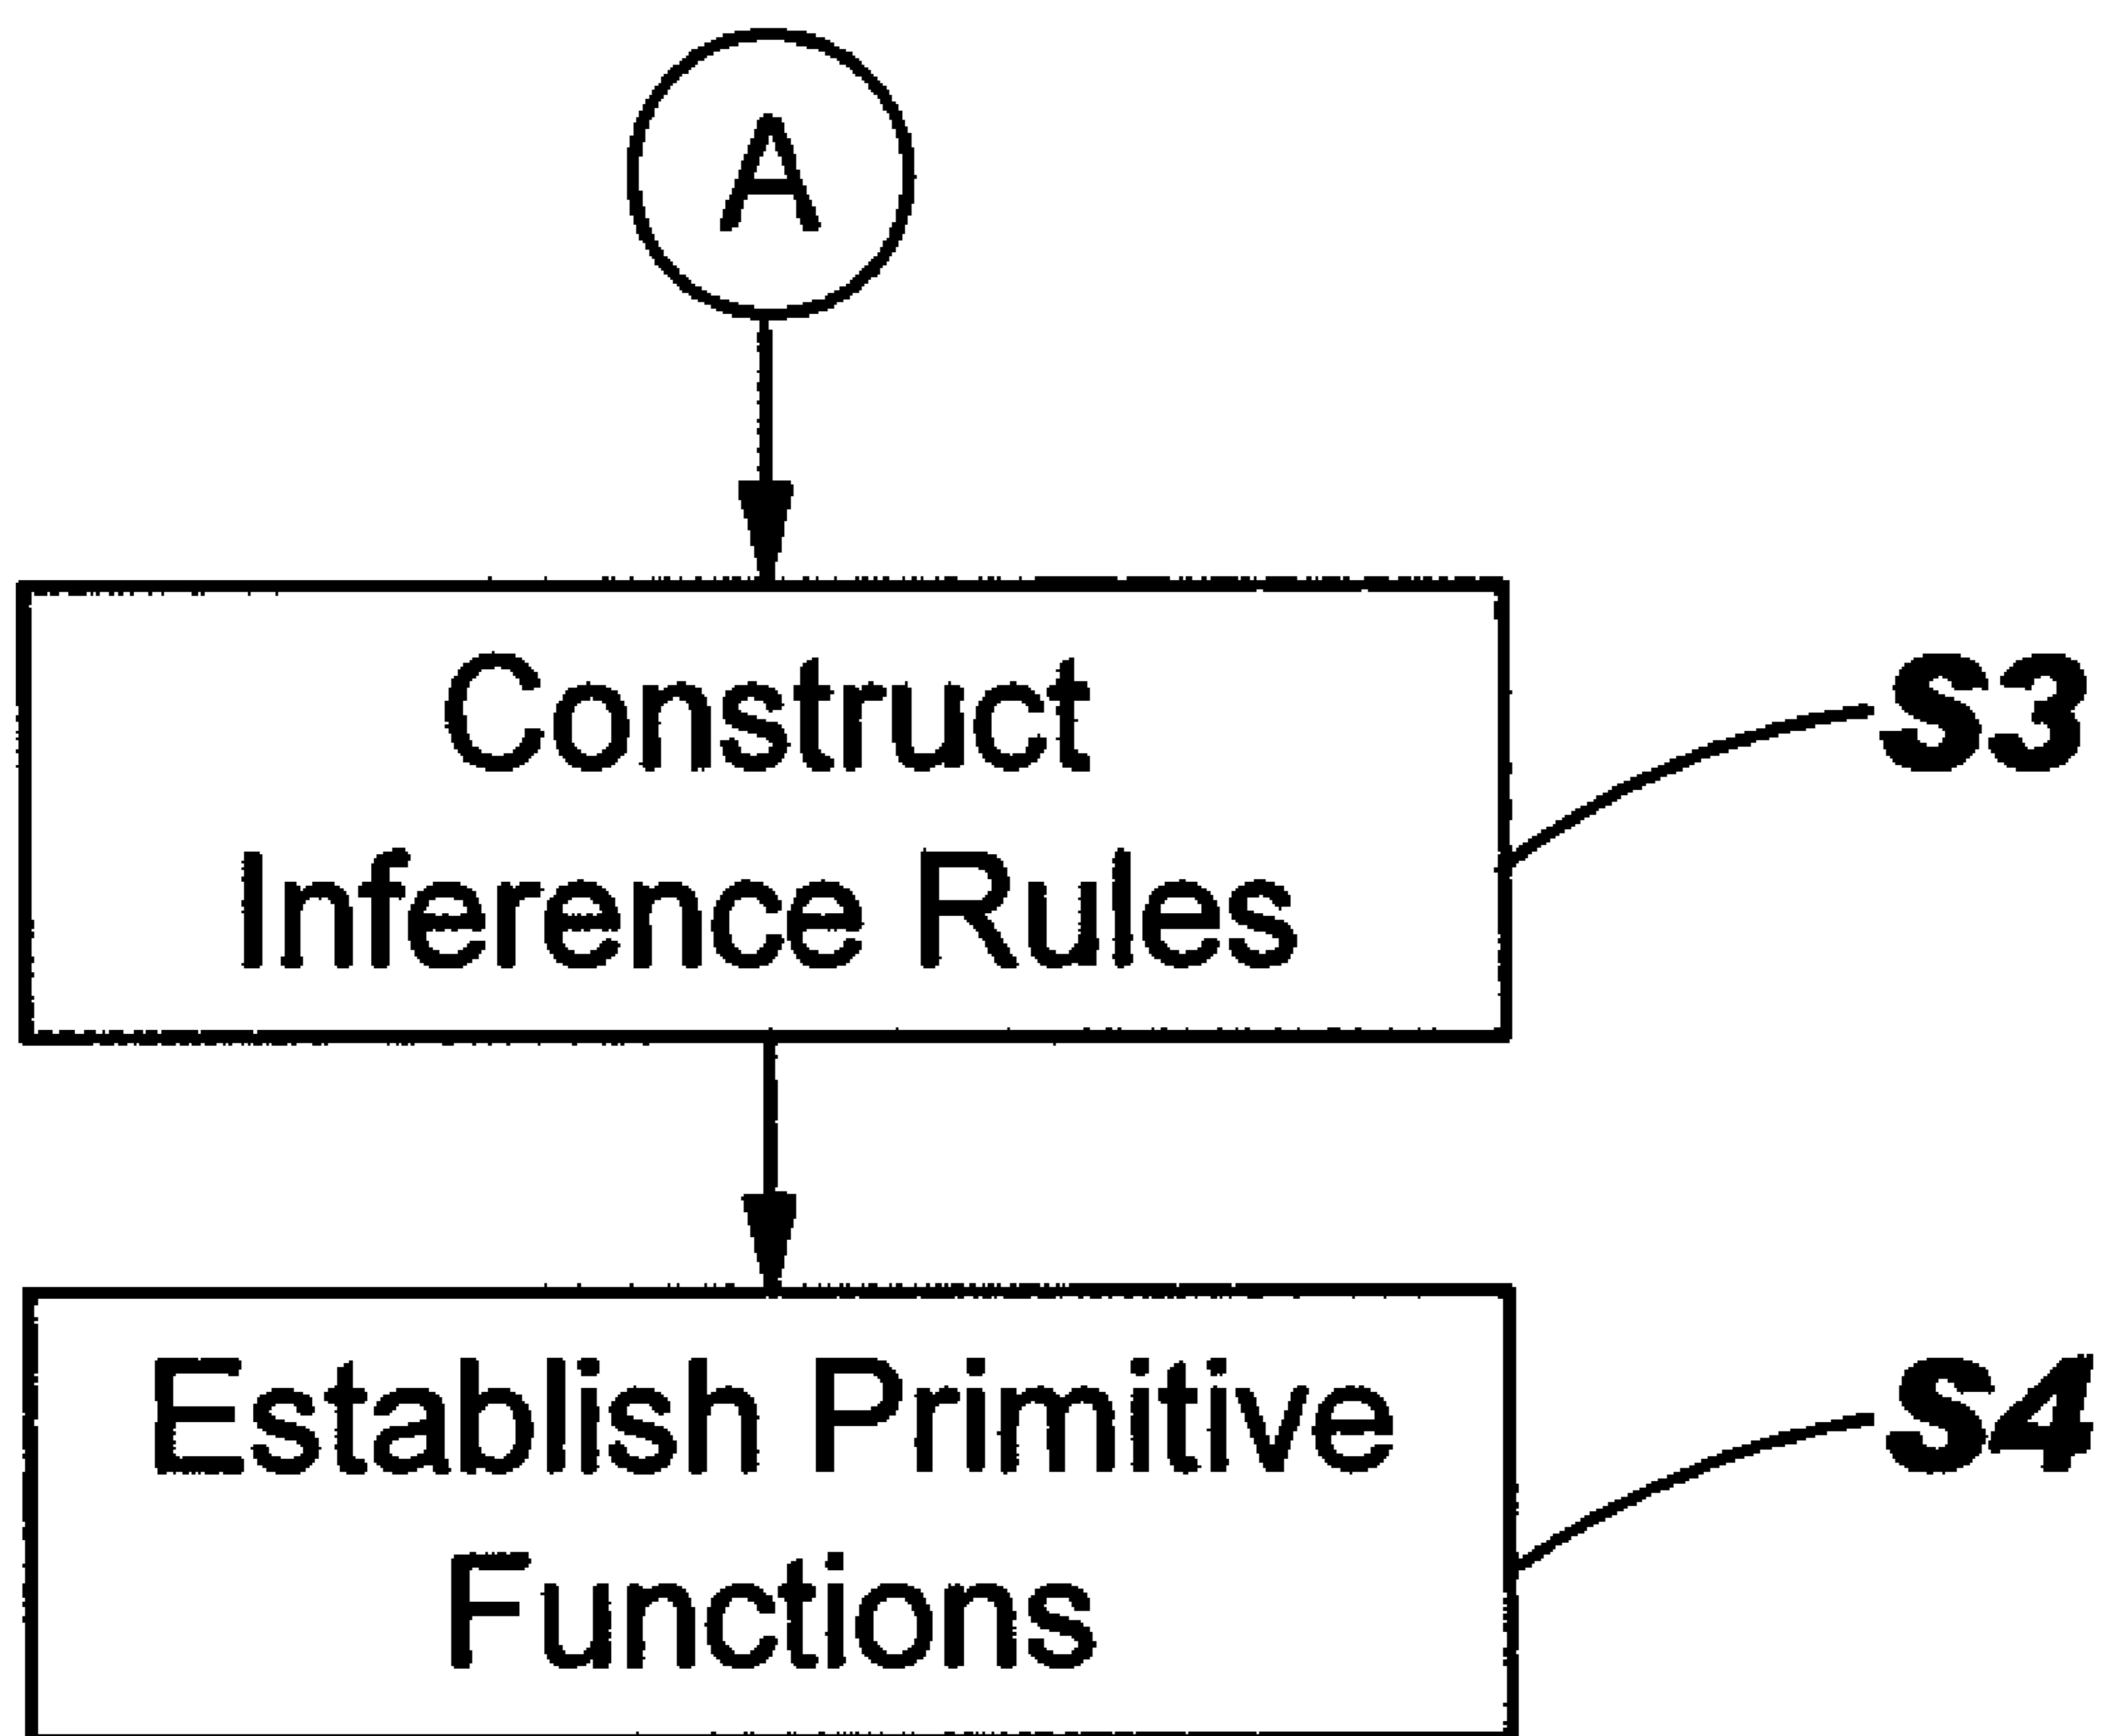 A
Construct
Inference Rules
S3
Establish Primitive
Functions
S4